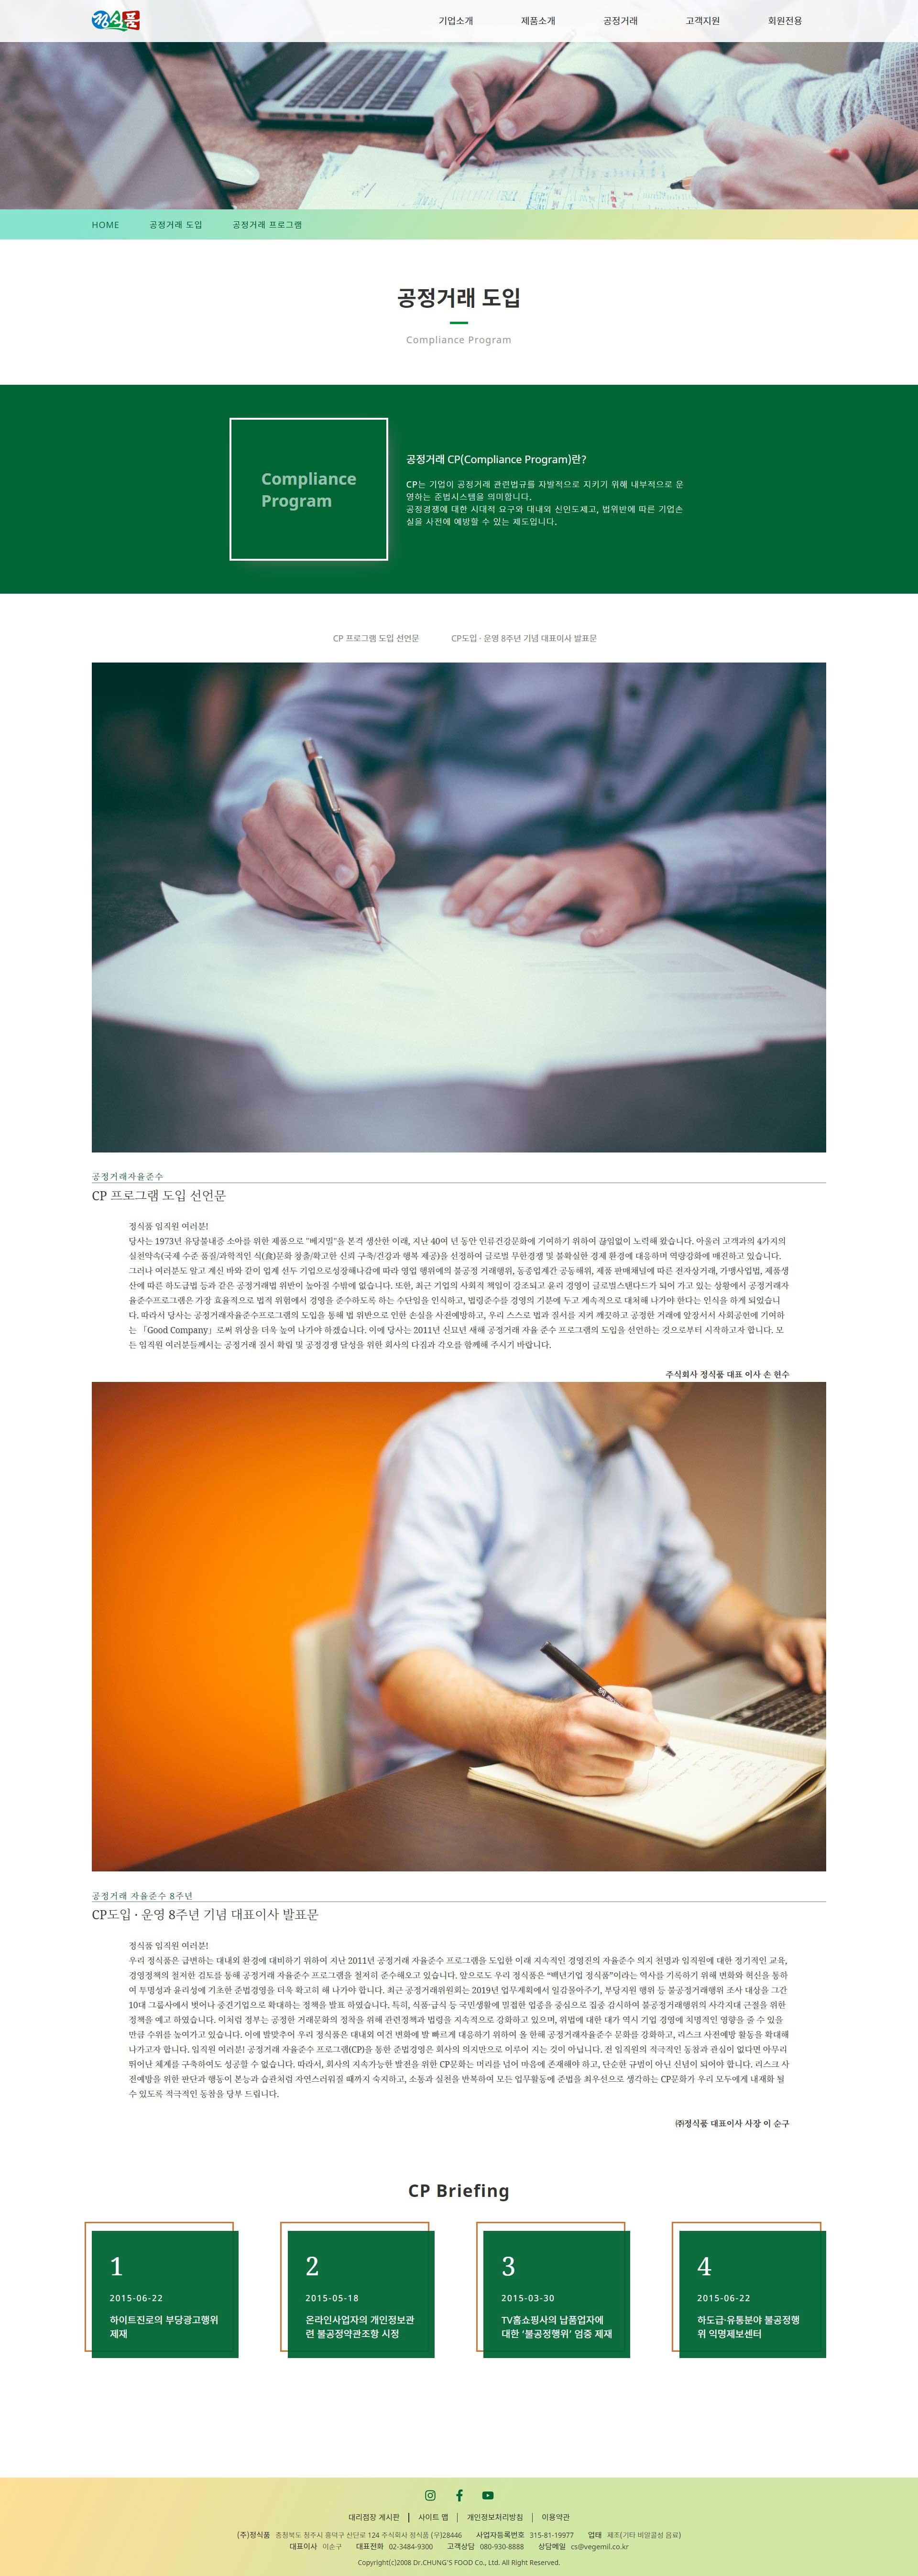 정식품
기업소개 제품소개 공정거래 고객지원 회원전용
HOME 공정거래 도입 공정거래 프로그램
공정거래 도입
Compliance Program
Compliance
Program
공정거래 CP(Compliance Program)란?
CP는 기업이 공정거래 관련법규를 자발적으로 지키기 위해 내부적으로 운
영하는 준법시스템을 의미합니다.
공정경쟁에 대한 시대적 요구와 대내외 신인도제고, 법위반에 따른 기업손
실을 사전에 예방할 수 있는 제도입니다.
CP 프로그램 도입 선언문 CP도입 · 운영 8주년 기념 대표이사 발표문
공정거래자율준수
CP 프로그램 도입 선언문
정식품 임직원 여러분!
당사는 1973년 유당불내증 소아를 위한 제품으로 "베지밀"을 본격 생산한 이래, 지난 40여 년 동안 인류건강문화에 기여하기 위하여 끊임없이 노력해 왔습니다. 아울러 고객과의 4가지의
실천약속(국제 수준 품질/과학적인 식(食)문화 창출/확고한 신뢰 구축/건강과 행복 제공)을 선정하여 글로벌 무한경쟁 및 불확실한 경제 환경에 대응하며 역량강화에 매진하고 있습니다.
그러나 여러분도 알고 계신 바와 같이 업계 선두 기업으로성장해나감에 따라 영업 행위에의 불공정 거래행위, 동종업계간 공동해위, 제품 판매채널에 따른 전자상거래, 가맹사업법, 제품생
산에 따른 하도급법 등과 같은 공정거래법 위반이 높아질 수밖에 없습니다. 또한, 최근 기업의 사회적 책임이 강조되고 윤리 경영이 글로벌스탠다드가 되어 가고 있는 상황에서 공정거래자
율준수프로그램은 가장 효율적으로 법적 위험에서 경영을 준수하도록 하는 수단임을 인식하고, 법령준수를 경영의 기본에 두고 계속적으로 대처해 나가야 한다는 인식을 하게 되었습니
다. 따라서 당사는 공정거래자율준수프로그램의 도입을 통해 법 위반으로 인한 손실을 사전예방하고, 우리 스스로 법과 질서를 지켜 깨끗하고 공정한 거래에 앞장서서 사회공헌에 기여하
는 「Good Company」로써 위상을 더욱 높여 나가야 하겠습니다. 이에 당사는 2011년 신묘년 새해 공정거래 자율 준수 프로그램의 도입을 선언하는 것으로부터 시작하고자 합니다. 모
든 임직원 여러분들께서는 공정거래 질서 확립 및 공정경쟁 달성을 위한 회사의 다짐과 각오를 함께해 주시기 바랍니다.
주식회사 정식품 대표 이사 손 헌수
공정거래 자율준수 8주년
CP도입 · 운영 8주년 기념 대표이사 발표문
정식품 임직원 여러분!
우리 정식품은 급변하는 대내외 환경에 대비하기 위하여 지난 2011년 공정거래 자율준수 프로그램을 도입한 이래 지속적인 경영진의 자율준수 의지 천명과 임직원에 대한 정기적인 교육,
경영정책의 철저한 검토를 통해 공정거래 자율준수 프로그램을 철저히 준수해오고 있습니다. 앞으로도 우리 정식품은 “백년기업 정식품”이라는 역사를 기록하기 위해 변화와 혁신을 통하
여 투명성과 윤리성에 기초한 준법경영을 더욱 확고히 해 나가야 합니다. 최근 공정거래위원회는 2019년 업무계획에서 일감몰아주기, 부당지원 행위 등 불공정거래행위 조사 대상을 그간
10대 그룹사에서 벗어나 중견기업으로 확대하는 정책을 발표 하였습니다. 특히, 식품·급식 등 국민생활에 밀접한 업종을 중심으로 집중 감시하여 불공정거래행위의 사각지대 근절을 위한
정책을 예고 하였습니다. 이처럼 정부는 공정한 거래문화의 정착을 위해 관련정책과 법령을 지속적으로 강화하고 있으며, 위법에 대한 대가 역시 기업 경영에 치명적인 영향을 줄 수 있을
만큼 수위를 높여가고 있습니다. 이에 발맞추어 우리 정식품은 대내외 여건 변화에 발 빠르게 대응하기 위하여 올 한해 공정거래자율준수 문화를 강화하고, 리스크 사전예방 활동을 확대해
나가고자 합니다. 임직원 여러분! 공정거래 자율준수 프로그램(CP)을 통한 준법경영은 회사의 의지만으로 이루어 지는 것이 아닙니다. 전 임직원의 적극적인 동참과 관심이 없다면 아무리
뛰어난 체계를 구축하여도 성공할 수 없습니다. 따라서, 회사의 지속가능한 발전을 위한 CP문화는 머리를 넘어 마음에 존재해야 하고, 단순한 규범이 아닌 신념이 되어야 합니다. 리스크 사
전예방을 위한 판단과 행동이 본능과 습관처럼 자연스러워질 때까지 숙지하고, 소통과 실천을 반복하여 모든 업무활동에 준법을 최우선으로 생각하는 CP문화가 우리 모두에게 내재화 될
수 있도록 적극적인 동참을 당부 드립니다.
㈜정식품 대표이사 사장 이 순구
CP Briefing
1
2015-06-22
하이트진로의 부당광고행위
제재
2
2015-05-18
온라인사업자의 개인정보관
련 불공정약관조항 시정
3
2015-03-30
TV홈쇼핑사의 납품업자에
대한 ‘불공정행위’ 엄중 제재
4
2015-06-22
하도급·유통분야 불공정행
위 익명제보센터
대리점장 게시판 | 사이트 맵 | 개인정보처리방침 | 이용약관
(주)정식품 충청북도 청주시 흥덕구 산단로 124 주식회사 정식품 (우)28446 사업자등록번호 315-81-19977 업태 제조(기타 비알콜성 음료)
대표이사 이순구 대표전화 02-3484-9300 고객상담 080-930-8888 상담메일 cs@vegemil.co.kr
Copyright(c)2008 Dr.CHUNG'S FOOD Co., Ltd. All Right Reserved.